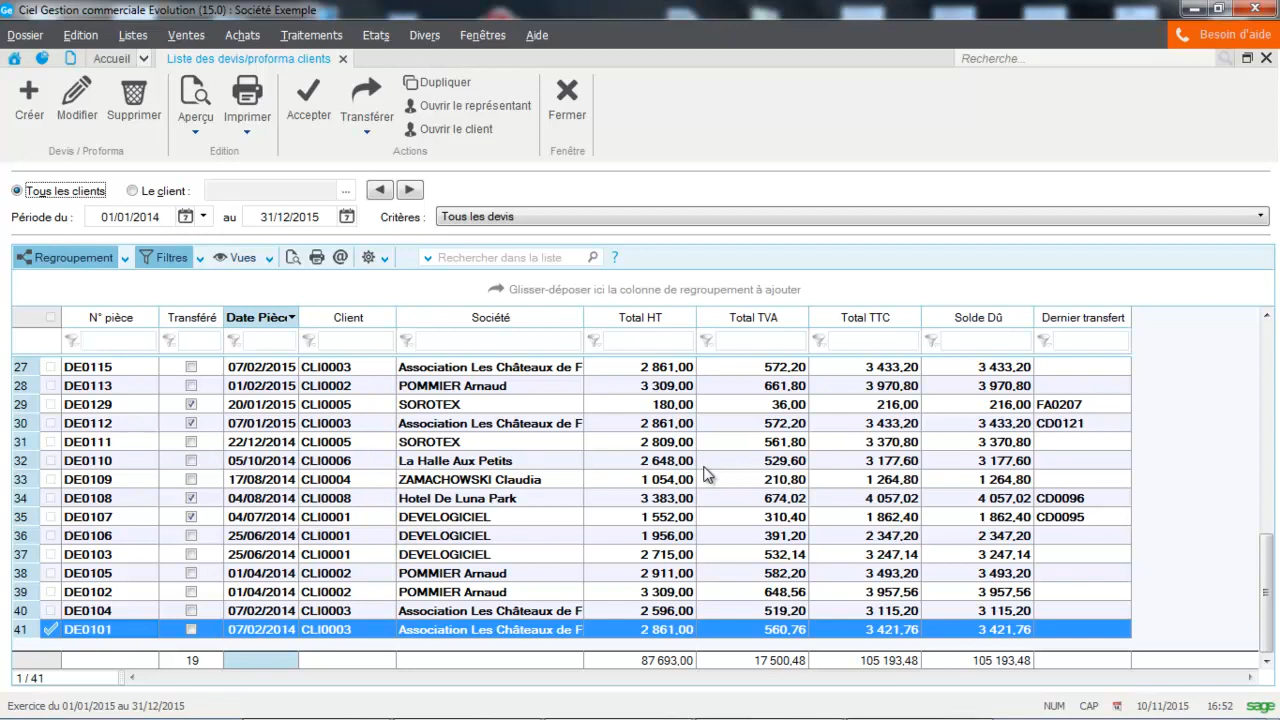 Ge Ciel Gestion commerciale Evolution (15.0) : Société Exemple
Dossier Edition Listes Ventes Achats Traitements Etats Divers Fenêtres Aide Besoin d'aide
Accueil Liste des devis/proforma clients Recherche...
Créer Modifier Supprimer Aperçu Imprimer Accepter Transférer Dupliquer Fermer
Ouvrir le représentant
Ouvrir le client
Devis / Proforma Edition Actions Fenêtre
Tous les clients Le client : ...
Période du : 01/01/2014 7 au 31/12/2015 7 Critères : Tous les devis
Regroupement Filtres Vues @ Rechercher dans la liste ?
Glisser-déposer ici la colonne de regroupement à ajouter
N° pièce Transféré Date Pièce Client Société Total HT Total TVA Total TTC Solde Dû Dernier transfert
27 DE0115 07/02/2015 CLI0003 Association Les Châteaux de F 2 861,00 572,20 3 433,20 3 433,20
28 DE0113 01/02/2015 CLI0002 POMMIER Arnaud 3 309,00 661,80 3 970,80 3 970,80
29 DE0129 20/01/2015 CLI0005 SOROTEX 180,00 36,00 216,00 216,00 FA0207
30 DE0112 07/01/2015 CLI0003 Association Les Châteaux de F 2 861,00 572,20 3 433,20 3 433,20 CD0121
31 DE0111 22/12/2014 CLI0005 SOROTEX 2 809,00 561,80 3 370,80 3 370,80
32 DE0110 05/10/2014 CLI0006 La Halle Aux Petits 2 648,00 529,60 3 177,60 3 177,60
33 DE0109 17/08/2014 CLI0004 ZAMACHOWSKI Claudia 1 054,00 210,80 1 264,80 1 264,80
34 DE0108 04/08/2014 CLI0008 Hotel De Luna Park 3 383,00 674,02 4 057,02 4 057,02 CD0096
35 DE0107 04/07/2014 CLI0001 DEVELOGICIEL 1 552,00 310,40 1 862,40 1 862,40 CD0095
36 DE0106 25/06/2014 CLI0001 DEVELOGICIEL 1 956,00 391,20 2 347,20 2 347,20
37 DE0103 25/06/2014 CLI0001 DEVELOGICIEL 2 715,00 532,14 3 247,14 3 247,14
38 DE0105 01/04/2014 CLI0002 POMMIER Arnaud 2 911,00 582,20 3 493,20 3 493,20
39 DE0102 01/04/2014 CLI0002 POMMIER Arnaud 3 309,00 648,56 3 957,56 3 957,56
40 DE0104 07/02/2014 CLI0003 Association Les Châteaux de F 2 596,00 519,20 3 115,20 3 115,20
41 DE0101 07/02/2014 CLI0003 Association Les Châteaux de F 2 861,00 560,76 3 421,76 3 421,76
19 87 693,00 17 500,48 105 193,48 105 193,48
1 / 41
Exercice du 01/01/2015 au 31/12/2015 NUM CAP 10/11/2015 16:52 sage